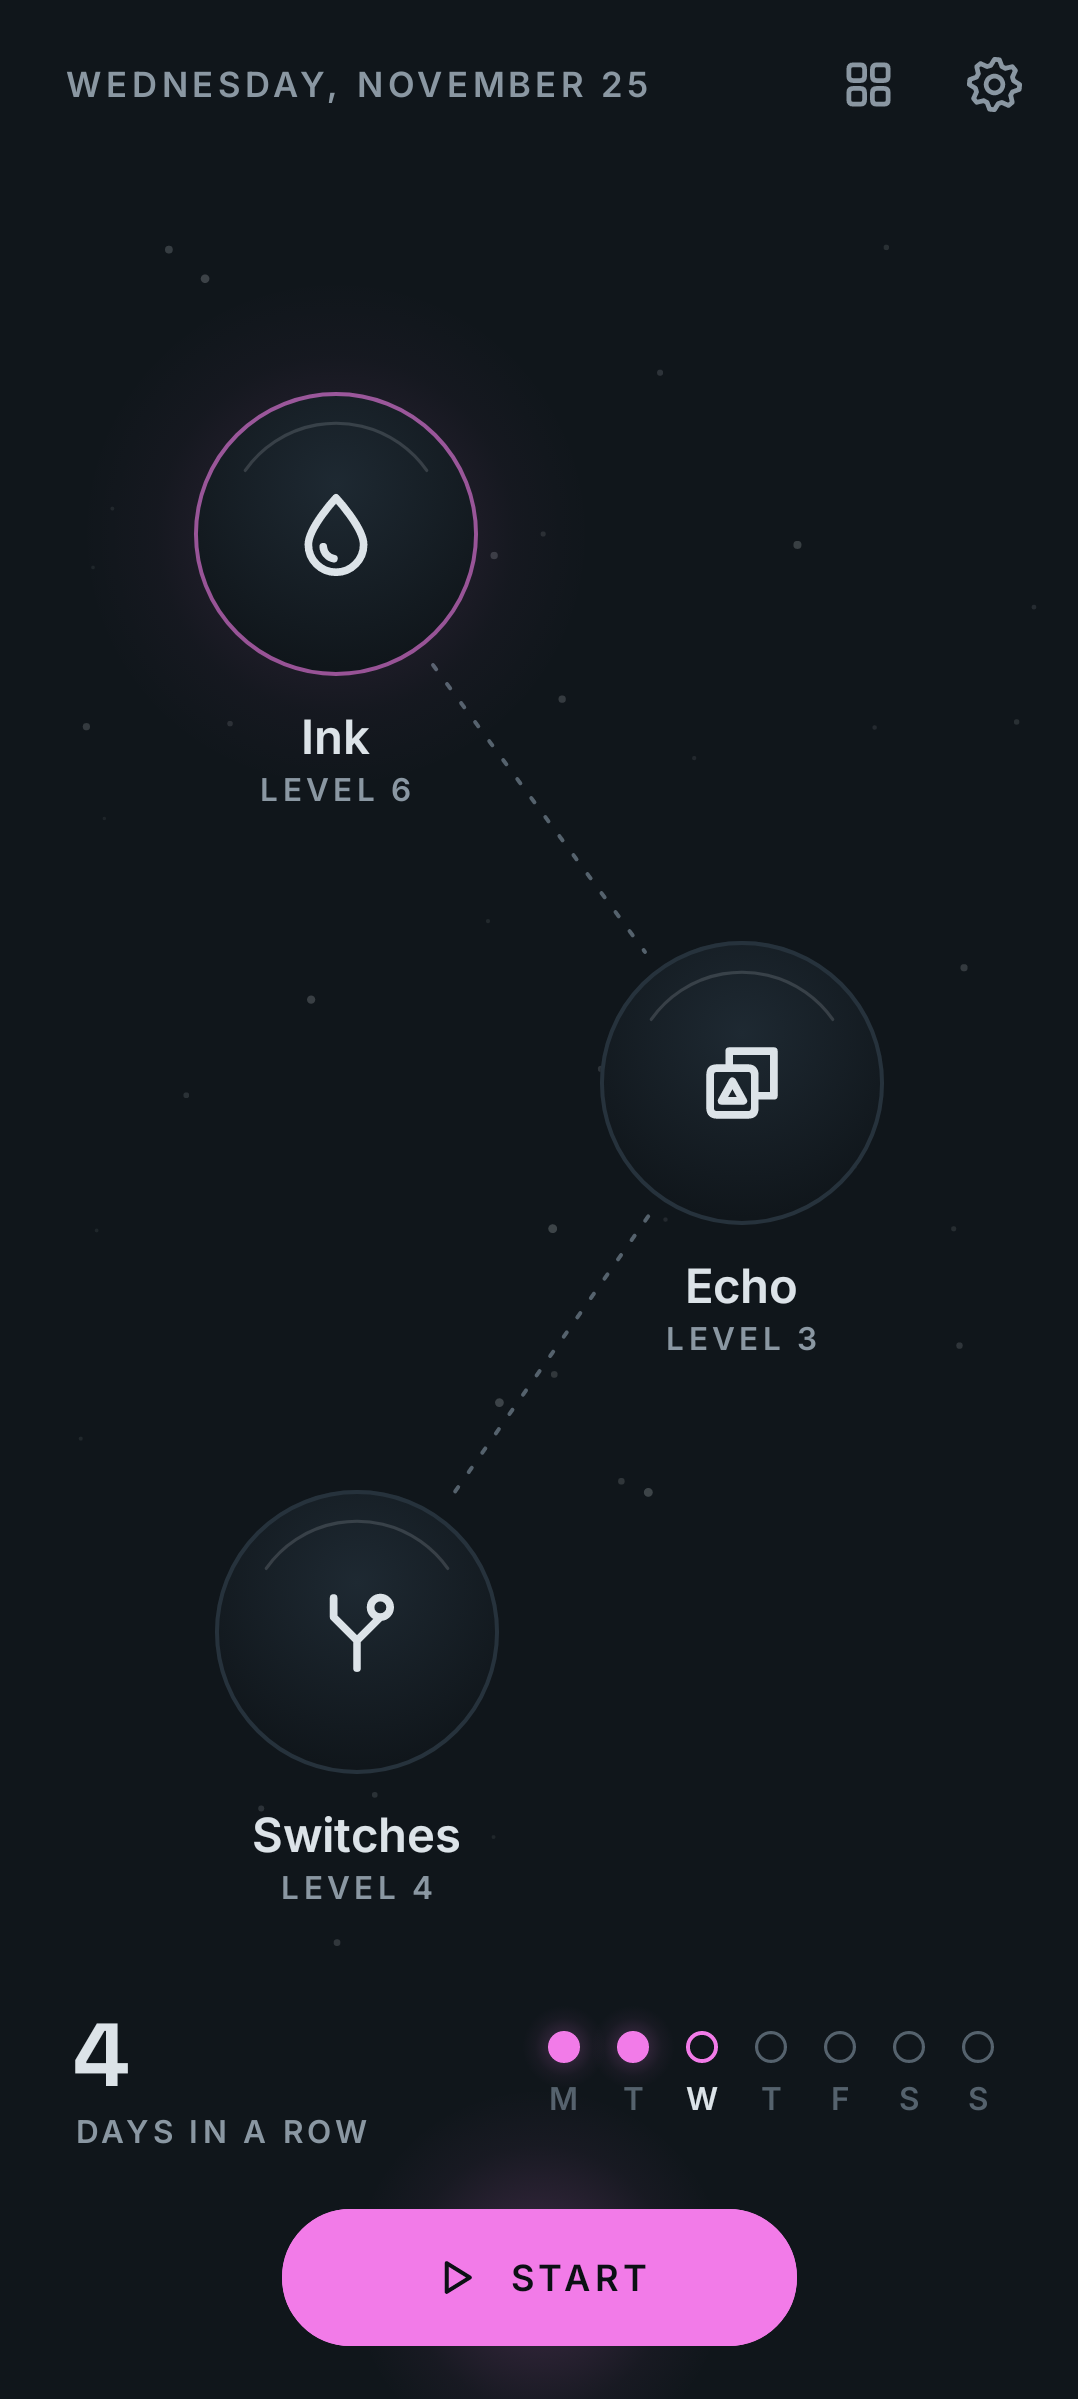 WEDNESDAY, NOVEMBER 25
Ink
LEVEL 6
Echo
LEVEL 3
Switches
LEVEL 4
4
DAYS IN A ROW
M T W T F S S
START